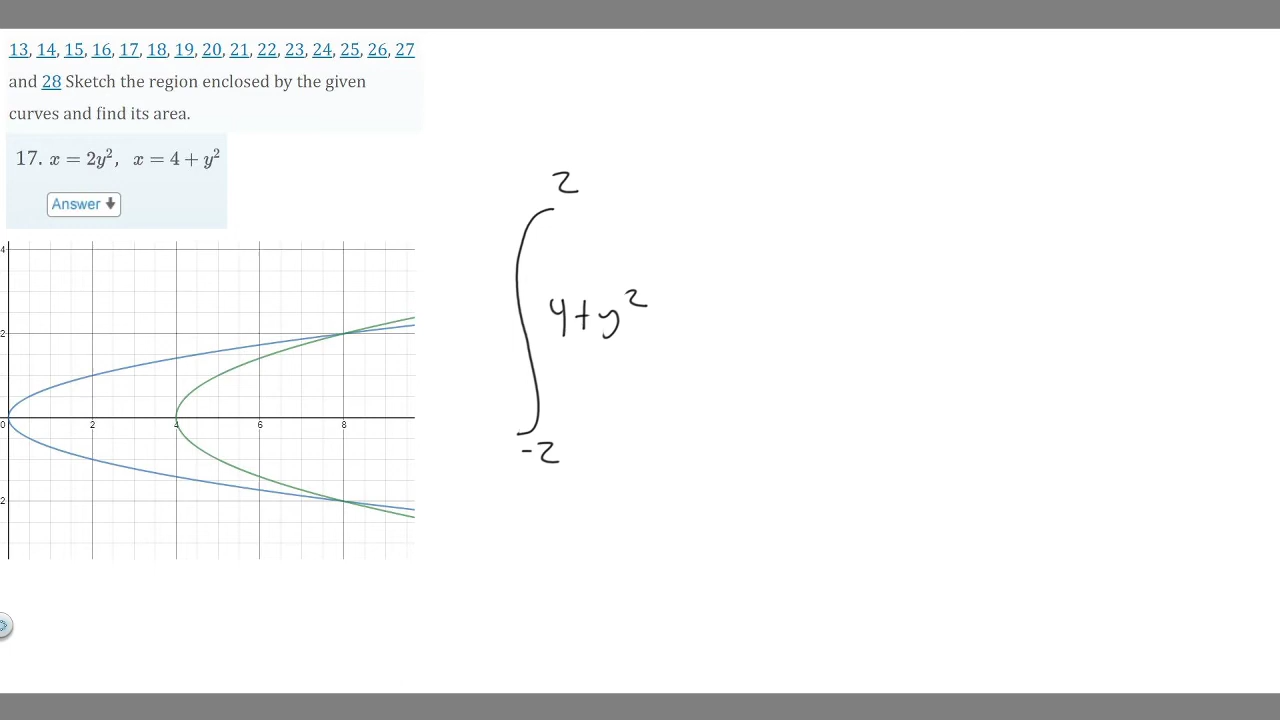 13, 14, 15, 16, 17, 18, 19, 20, 21, 22, 23, 24, 25, 26, 27
and 28 Sketch the region enclosed by the given
curves and find its area.
17. x = 2y², x = 4 + y²
Answer
4
2
0
2
4
6
8
2
2
4+y²
-2